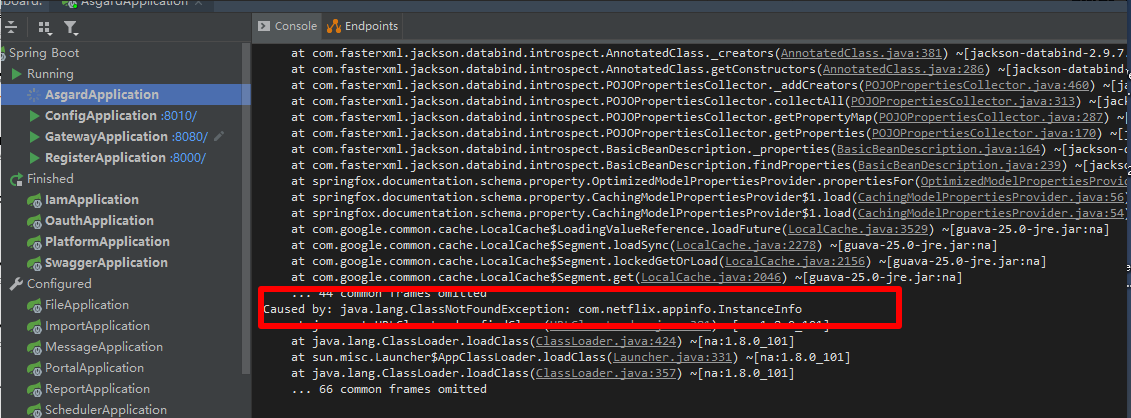 board:
AsgardApplication
Console
Endpoints
Spring Boot
Running
AsgardApplication
ConfigApplication :8010/
GatewayApplication :8080/
RegisterApplication :8000/
Finished
IamApplication
OauthApplication
PlatformApplication
SwaggerApplication
Configured
FileApplication
ImportApplication
MessageApplication
PortalApplication
ReportApplication
SchedulerApplication
at com.fasterxml.jackson.databind.introspect.AnnotatedClass._creators(AnnotatedClass.java:381) ~[jackson-databind-2.9.7.
at com.fasterxml.jackson.databind.introspect.AnnotatedClass.getConstructors(AnnotatedClass.java:286) ~[jackson-databind-
at com.fasterxml.jackson.databind.introspect.POJOPropertiesCollector._addCreators(POJOPropertiesCollector.java:460) ~[ja
at com.fasterxml.jackson.databind.introspect.POJOPropertiesCollector.collectAll(POJOPropertiesCollector.java:313) ~[jack
at com.fasterxml.jackson.databind.introspect.POJOPropertiesCollector.getPropertyMap(POJOPropertiesCollector.java:287) ~[
at com.fasterxml.jackson.databind.introspect.POJOPropertiesCollector.getProperties(POJOPropertiesCollector.java:170) ~[j
at com.fasterxml.jackson.databind.introspect.BasicBeanDescription._properties(BasicBeanDescription.java:164) ~[jackson-d
at com.fasterxml.jackson.databind.introspect.BasicBeanDescription.findProperties(BasicBeanDescription.java:239) ~[jackso
at springfox.documentation.schema.property.OptimizedModelPropertiesProvider.propertiesFor(OptimizedModelPropertiesProvid
at springfox.documentation.schema.property.CachingModelPropertiesProvider$1.load(CachingModelPropertiesProvider.java:56)
at springfox.documentation.schema.property.CachingModelPropertiesProvider$1.load(CachingModelPropertiesProvider.java:54)
at com.google.common.cache.LocalCache$LoadingValueReference.loadFuture(LocalCache.java:3529) ~[guava-25.0-jre.jar:na]
at com.google.common.cache.LocalCache$Segment.loadSync(LocalCache.java:2278) ~[guava-25.0-jre.jar:na]
at com.google.common.cache.LocalCache$Segment.lockedGetOrLoad(LocalCache.java:2156) ~[guava-25.0-jre.jar:na]
at com.google.common.cache.LocalCache$Segment.get(LocalCache.java:2046) ~[guava-25.0-jre.jar:na]
... 44 common frames omitted
Caused by: java.lang.ClassNotFoundException: com.netflix.appinfo.InstanceInfo
at java.lang.ClassLoader.loadClass(ClassLoader.java:424) ~[na:1.8.0_101]
at sun.misc.Launcher$AppClassLoader.loadClass(Launcher.java:331) ~[na:1.8.0_101]
at java.lang.ClassLoader.loadClass(ClassLoader.java:357) ~[na:1.8.0_101]
... 66 common frames omitted